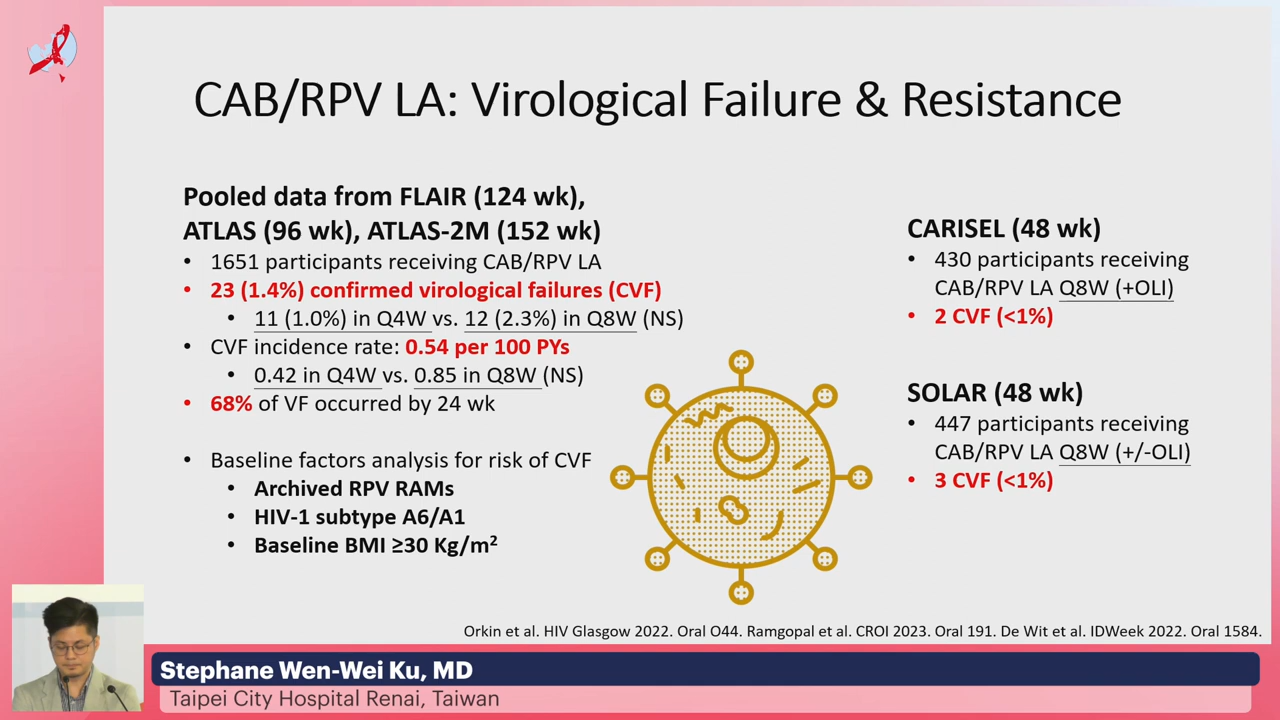 CAB/RPV LA: Virological Failure & Resistance
Pooled data from FLAIR (124 wk),
ATLAS (96 wk), ATLAS-2M (152 wk)
• 1651 participants receiving CAB/RPV LA
• 23 (1.4%) confirmed virological failures (CVF)
• 11 (1.0%) in Q4W vs. 12 (2.3%) in Q8W (NS)
• CVF incidence rate: 0.54 per 100 PYs
• 0.42 in Q4W vs. 0.85 in Q8W (NS)
• 68% of VF occurred by 24 wk
• Baseline factors analysis for risk of CVF
• Archived RPV RAMs
• HIV-1 subtype A6/A1
• Baseline BMI ≥30 Kg/m²
CARISEL (48 wk)
• 430 participants receiving
CAB/RPV LA Q8W (+OLI)
• 2 CVF (<1%)
SOLAR (48 wk)
• 447 participants receiving
CAB/RPV LA Q8W (+/-OLI)
• 3 CVF (<1%)
Orkin et al. HIV Glasgow 2022. Oral O44. Ramgopal et al. CROI 2023. Oral 191. De Wit et al. IDWeek 2022. Oral 1584.
Stephane Wen-Wei Ku, MD
Taipei City Hospital Renai, Taiwan